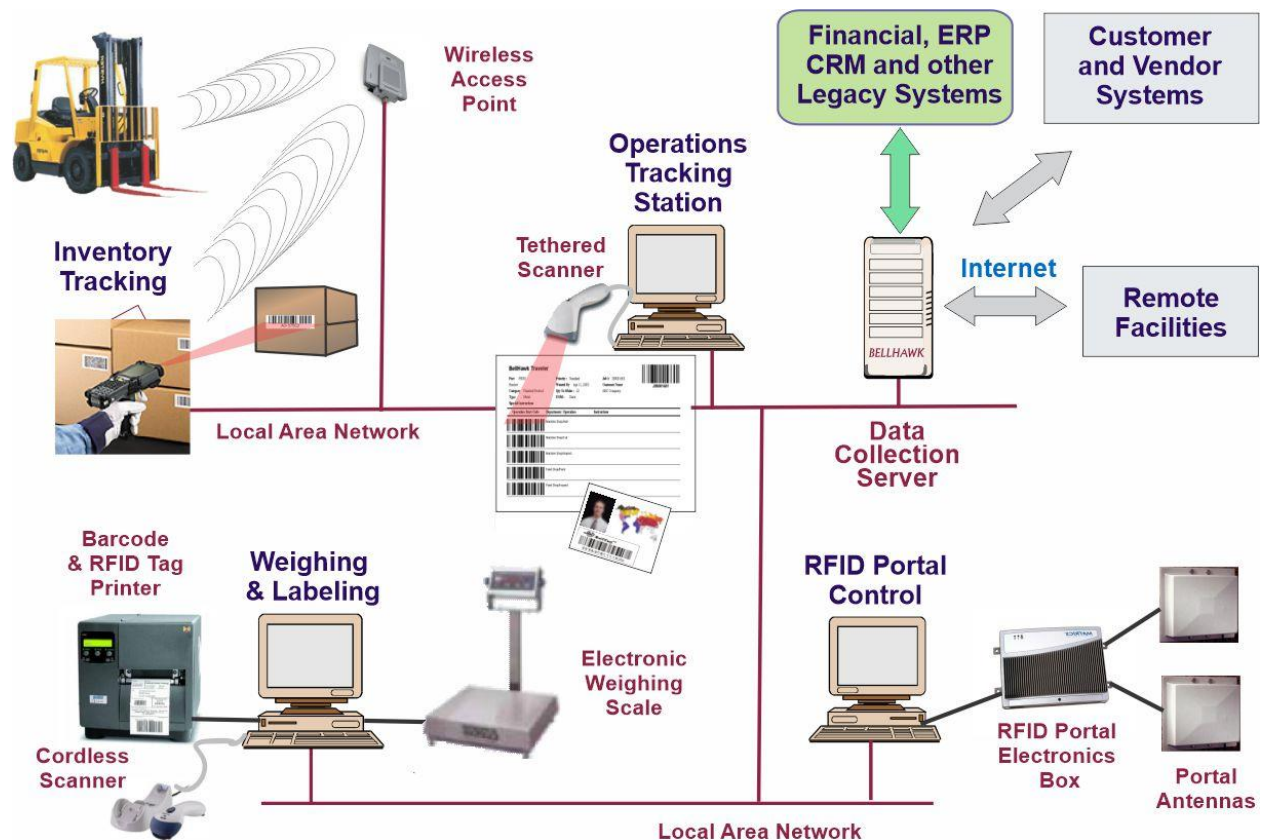 Wireless
Access
Point
Financial, ERP
CRM and other
Legacy Systems
Customer
and Vendor
Systems
Operations
Tracking
Station
Tethered
Scanner
Inventory
Tracking
Internet
Remote
Facilities
BELLHAWK
BellHawk Traveler
Local Area Network
Data
Collection
Server
Barcode
& RFID Tag
Printer
Weighing
& Labeling
RFID Portal
Control
Electronic
Weighing
Scale
Cordless
Scanner
RFID Portal
Electronics
Box
Portal
Antennas
Local Area Network